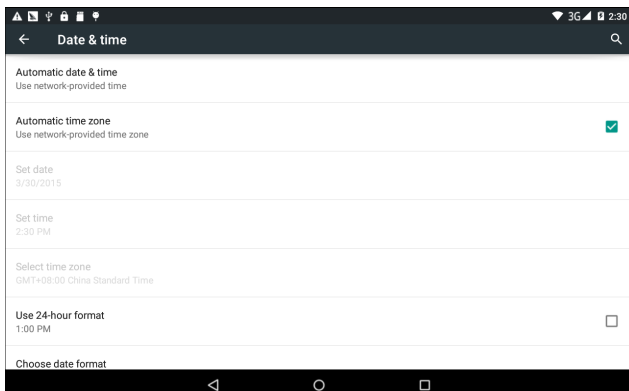 3G 2:30
Date & time
Automatic date & time
Use network-provided time
Automatic time zone
Use network-provided time zone
Set date
3/30/2015
Set time
2:30 PM
Select time zone
GMT+08:00 China Standard Time
Use 24-hour format
1:00 PM
Choose date format